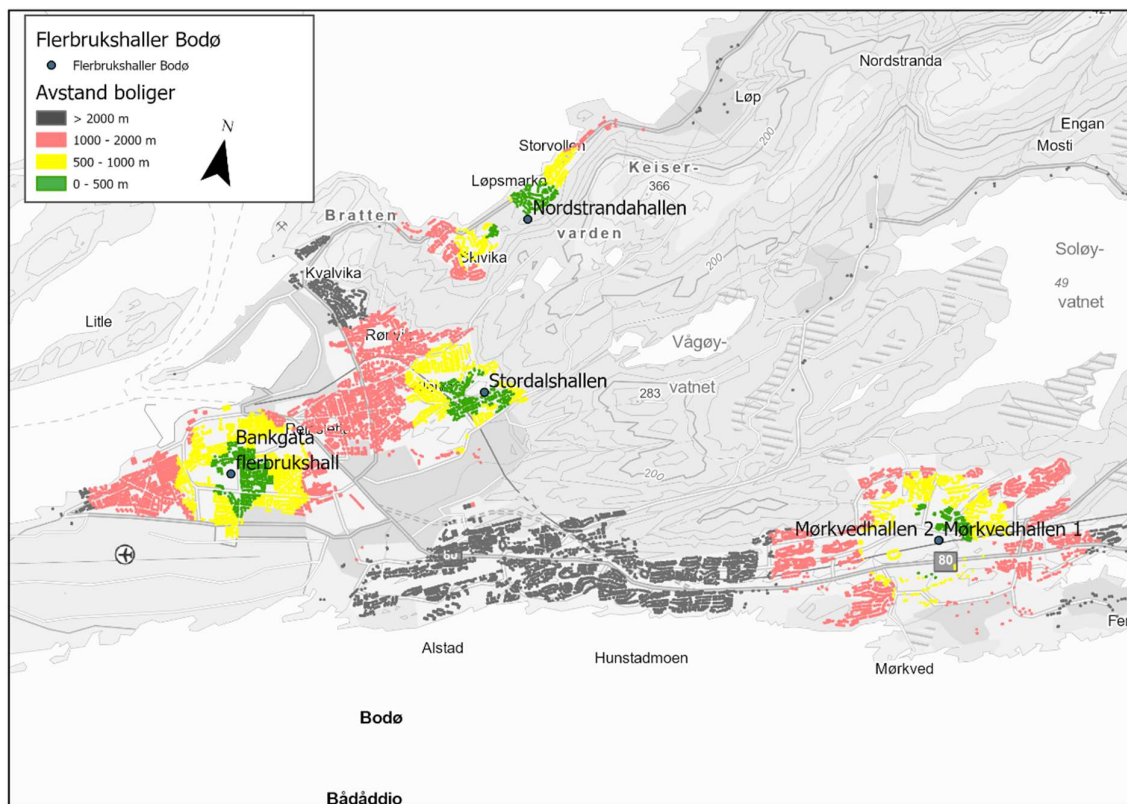 Flerbrukshaller Bodø
Flerbrukshaller Bodø
Avstand boliger
> 2000 m
1000 - 2000 m
500 - 1000 m
0 - 500 m
N
Nordstranda
Løp
Engan
Mosti
Storvollen
Keiser-
366
varden
200
Løpsmarka
Nordstrandahallen
Bratten
Skivika
Kvalvika
200
Soløy-
49
vatnet
Litle
Vågøy-
vatnet
283
Stordalshallen
200
Bankgata
flerbrukshall
Mørkvedhallen 2
Mørkvedhallen 1
80
80
Alstad
Hunstadmoen
Mørkved
Bodø
Bådåddjo